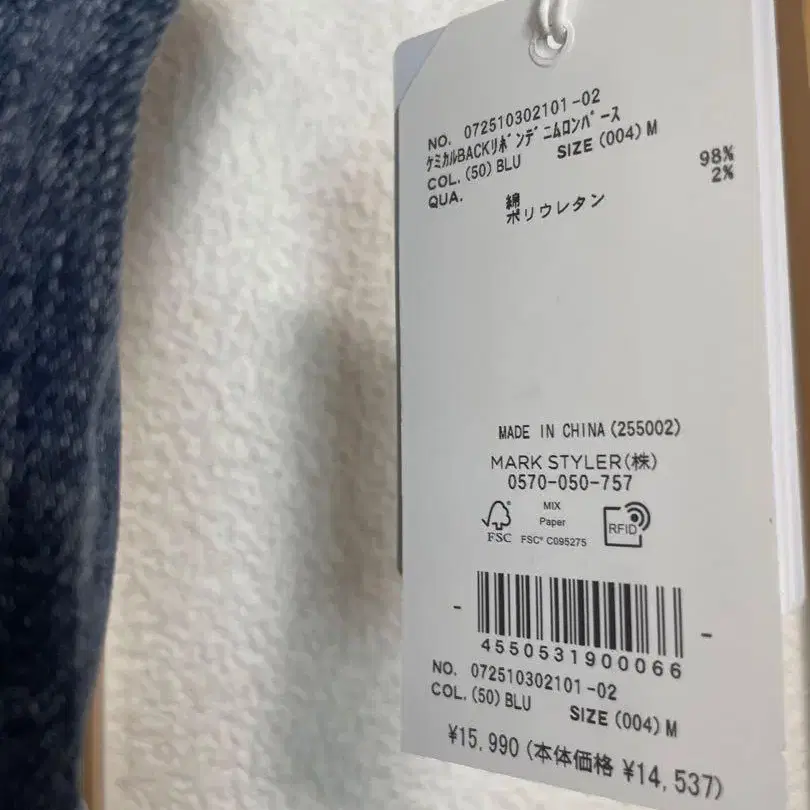 NO. 072510302101-02
ｹﾐｶﾙBACKﾘﾎﾞﾝﾃﾞﾆﾑﾛﾝﾊﾟｰｽ
COL. (50) BLU SIZE (004) M
QUA. 綿 98%
ポリウレタン 2%
MADE IN CHINA (255002)
MARK STYLER(株)
0570-050-757
FSC
MIX
Paper
FSC® C095275
RFID
4550531900066
NO. 072510302101-02
COL. (50) BLU SIZE (004) M
¥15,990 (本体価格 ¥14,537)